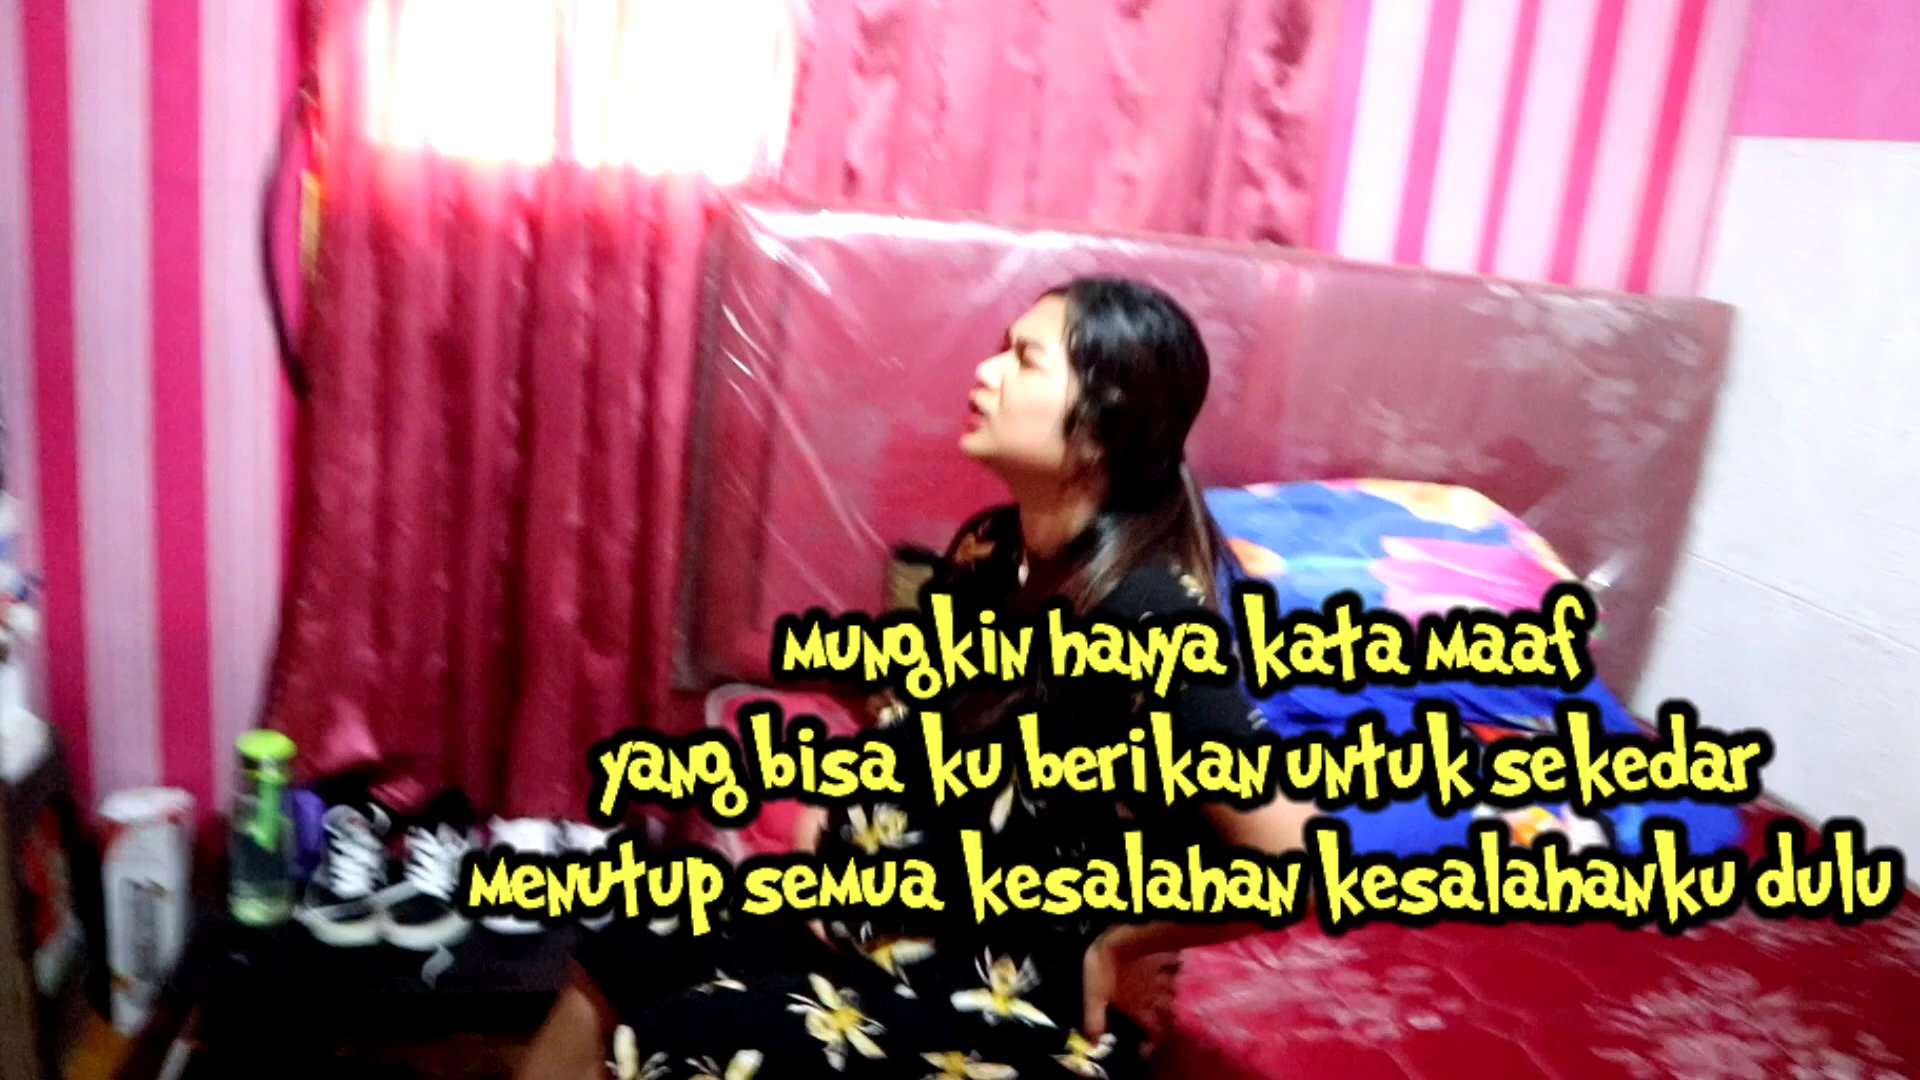 Mungkin hanya kata maaf
yang bisa ku berikan untuk sekedar
menutup semua kesalahan kesalahanku dulu